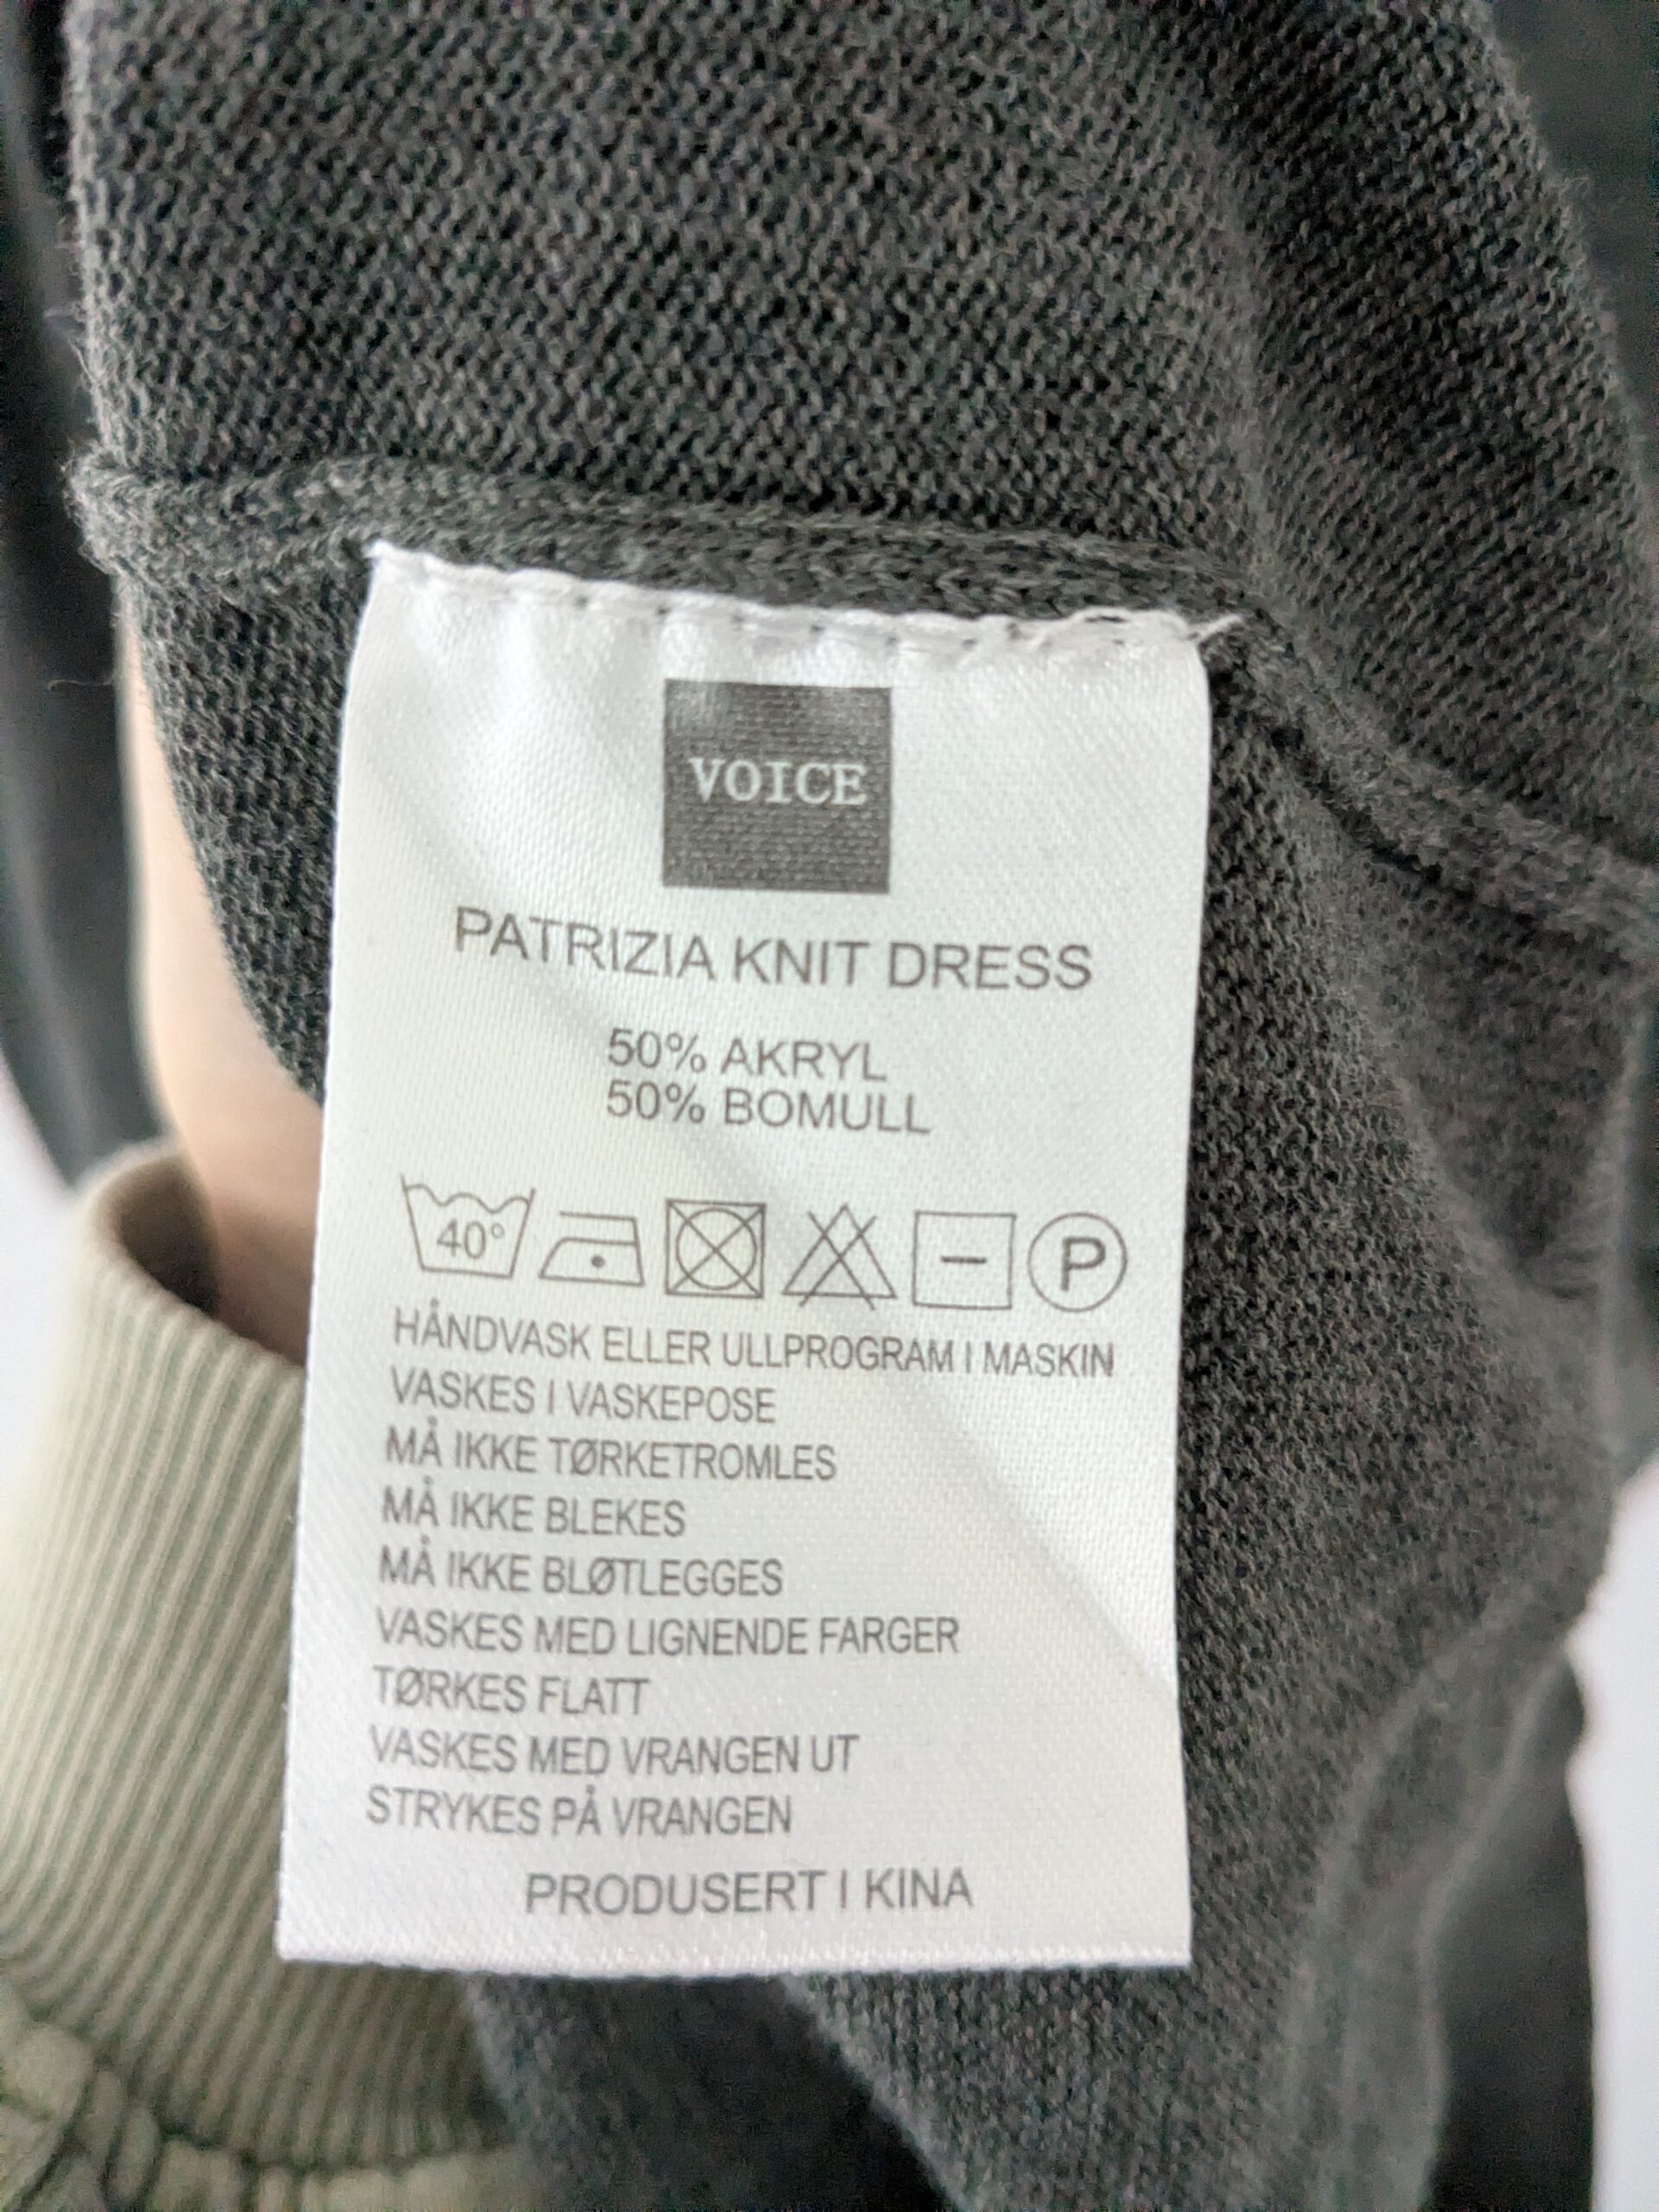 VOICE
PATRIZIA KNIT DRESS
50% AKRYL
50% BOMULL
40° P
HÅNDVASK ELLER ULLPROGRAM I MASKIN
VASKES I VASKEPOSE
MÅ IKKE TØRKETROMLES
MÅ IKKE BLEKES
MÅ IKKE BLØTLEGGES
VASKES MED LIGNENDE FARGER
TØRKES FLATT
VASKES MED VRANGEN UT
STRYKES PÅ VRANGEN
PRODUSERT I KINA